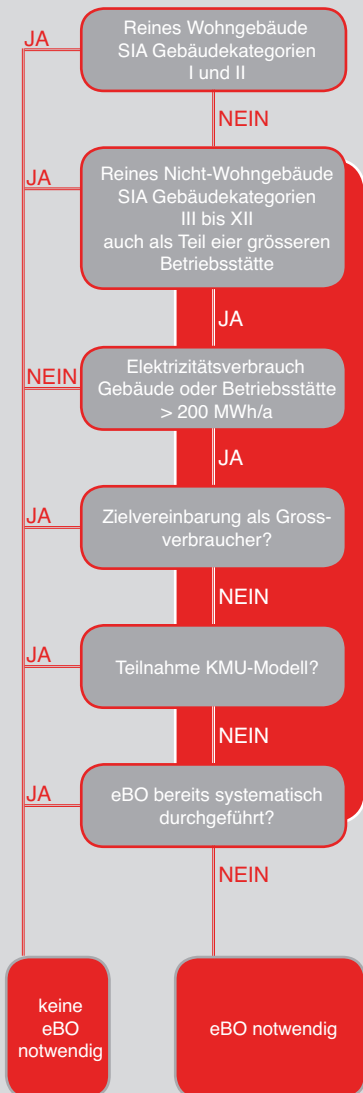 JA
Reines Wohngebäude
SIA Gebäudekategorien
I und II
NEIN
JA
Reines Nicht-Wohngebäude
SIA Gebäudekategorien
III bis XII
auch als Teil eier grösseren
Betriebsstätte
JA
NEIN
Elektrizitätsverbrauch
Gebäude oder Betriebsstätte
> 200 MWh/a
JA
JA
Zielvereinbarung als Gross-
verbraucher?
NEIN
JA
Teilnahme KMU-Modell?
NEIN
JA
eBO bereits systematisch
durchgeführt?
NEIN
keine
eBO
notwendig
eBO notwendig